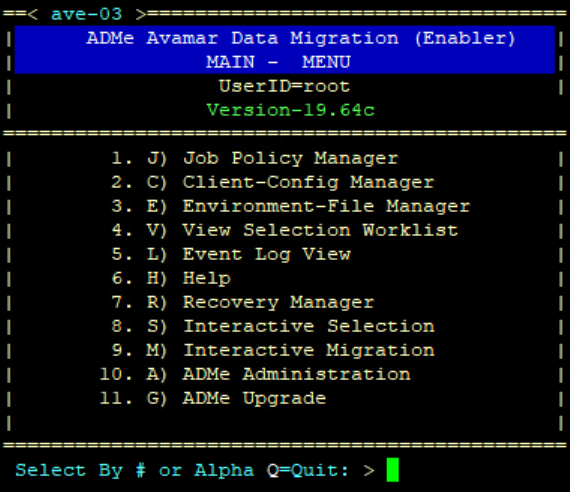 ==< ave-03 >===================================
| ADMe Avamar Data Migration (Enabler) |
| MAIN - MENU |
| UserID=root |
| Version-19.64c |
===============================================
| 1. J) Job Policy Manager |
| 2. C) Client-Config Manager |
| 3. E) Environment-File Manager |
| 4. V) View Selection Worklist |
| 5. L) Event Log View |
| 6. H) Help |
| 7. R) Recovery Manager |
| 8. S) Interactive Selection |
| 9. M) Interactive Migration |
| 10. A) ADMe Administration |
| 11. G) ADMe Upgrade |
| |
===============================================
Select By # or Alpha Q=Quit: >